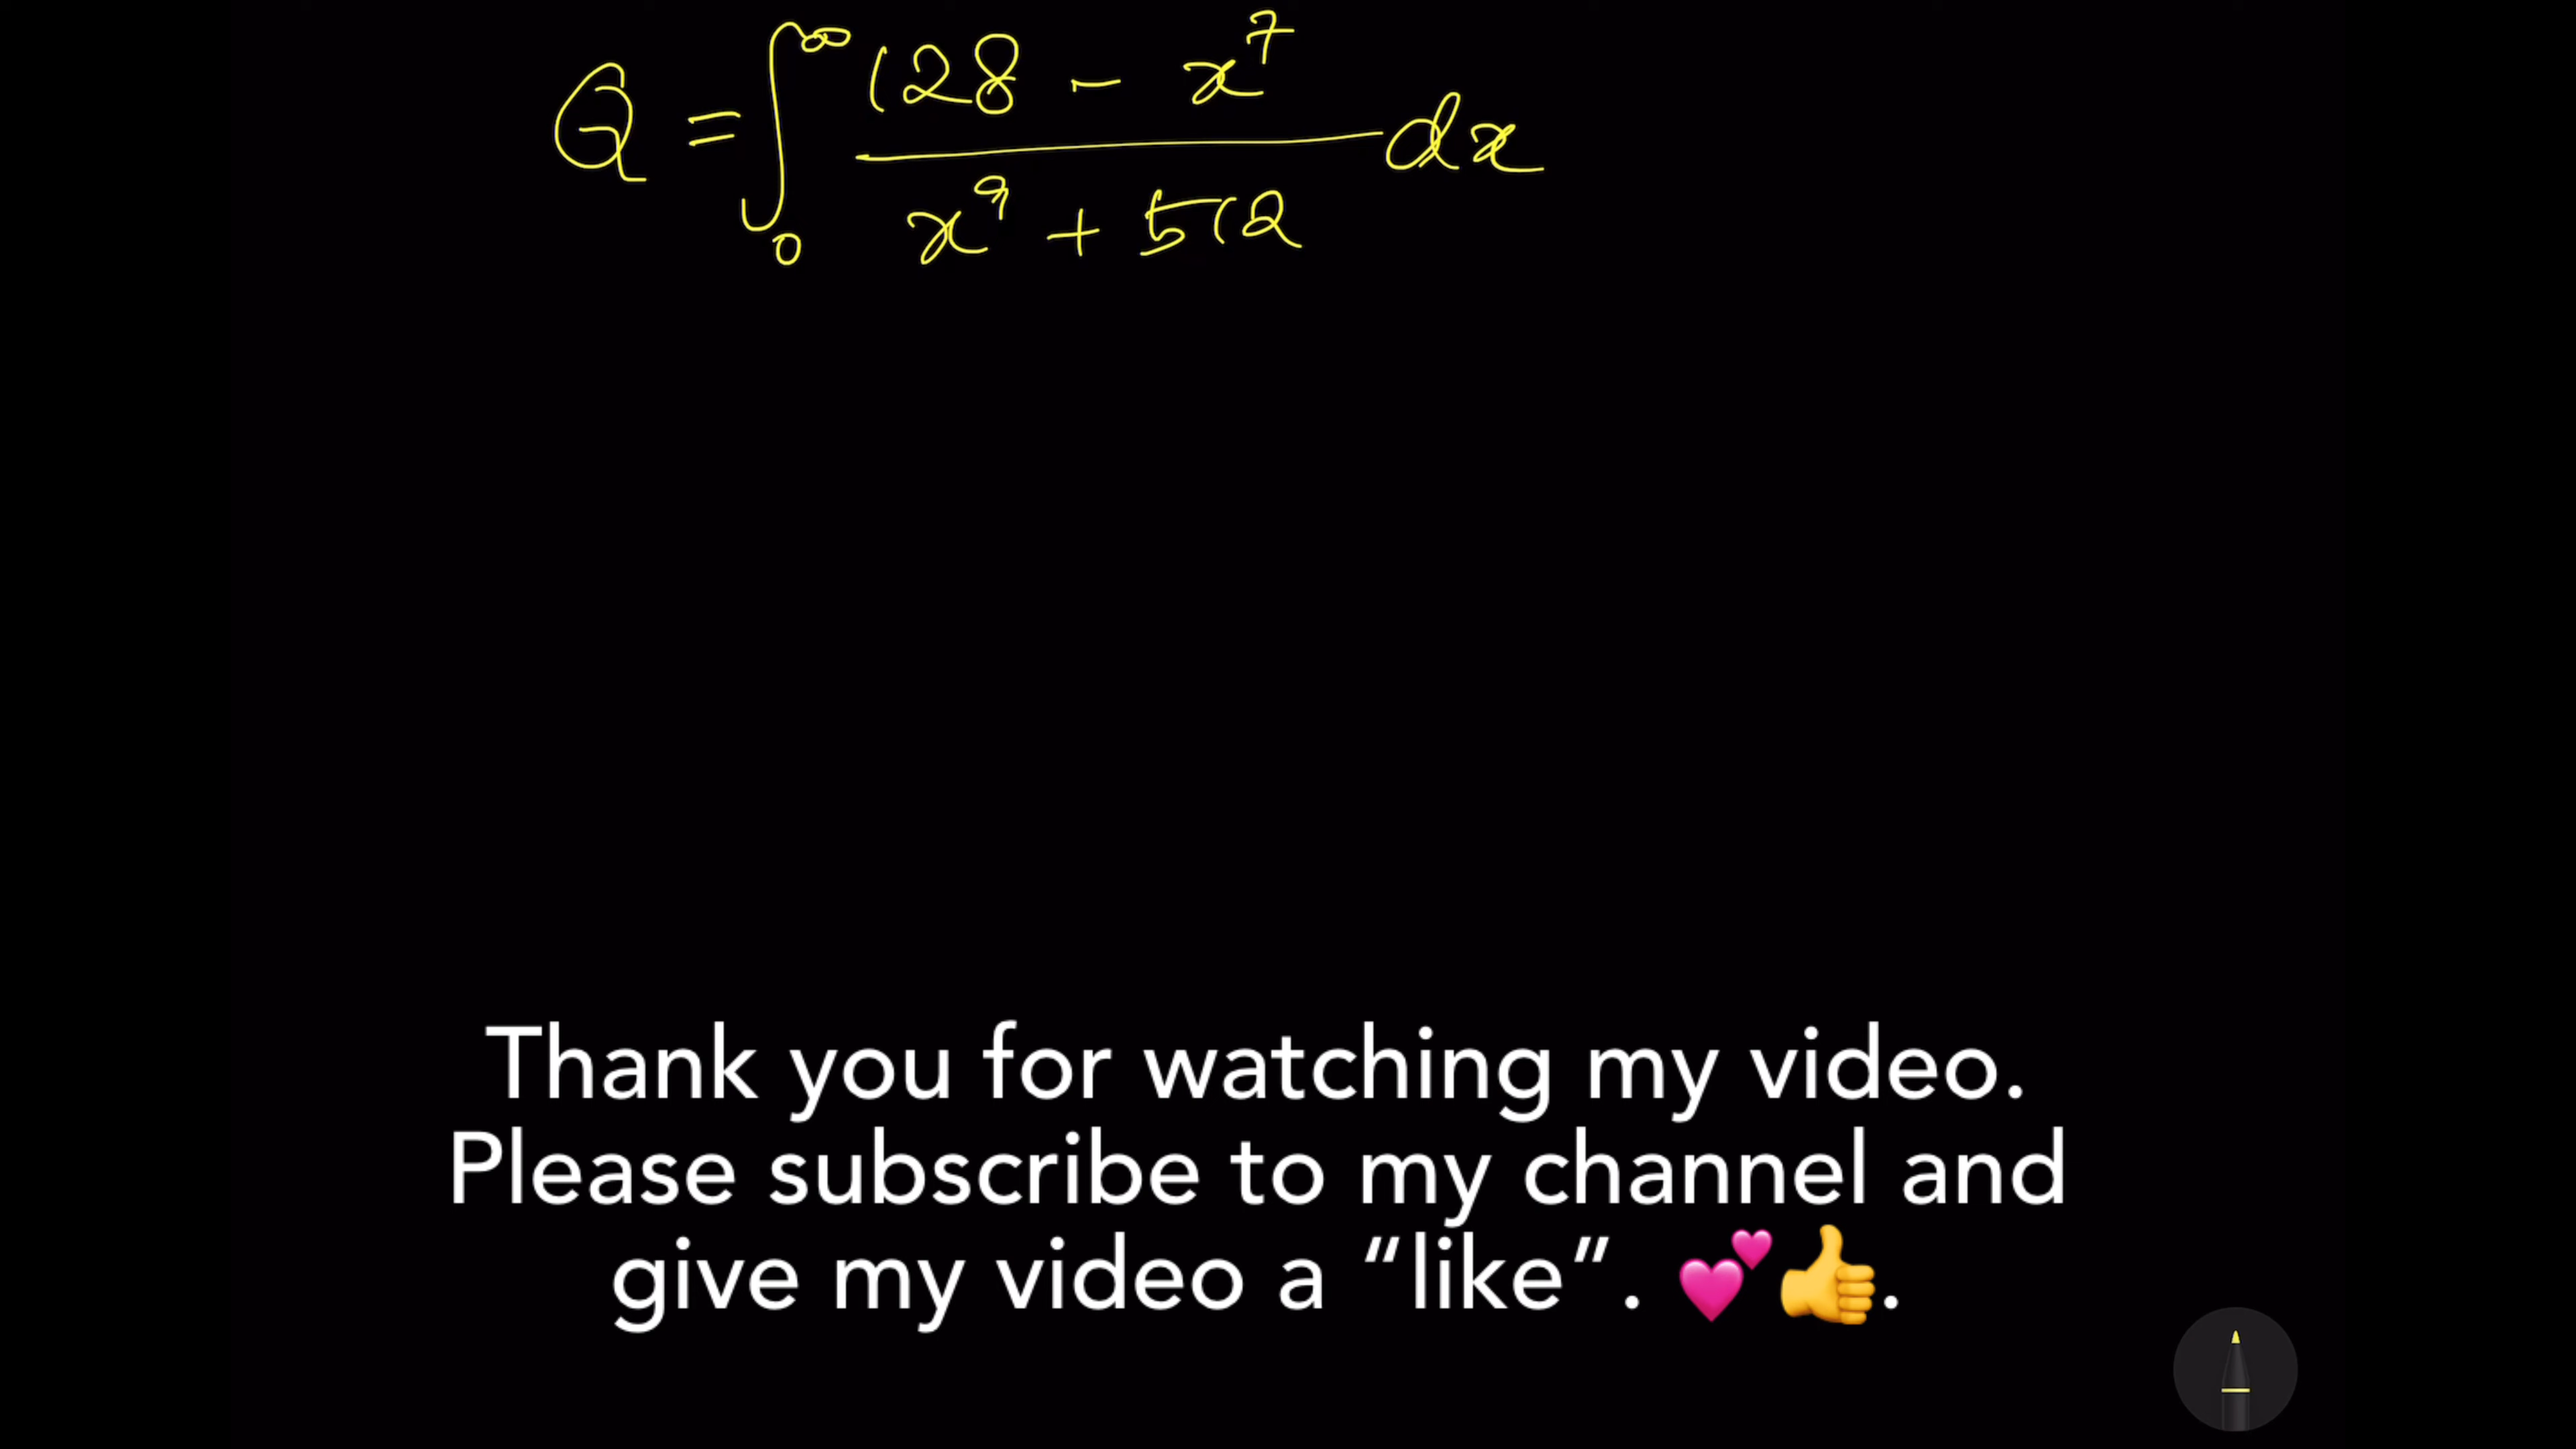 Q = ∫₀^∞ (128 - x⁷)/(x⁹ + 512) dx
Thank you for watching my video.
Please subscribe to my channel and
give my video a “like”. 💕👍.